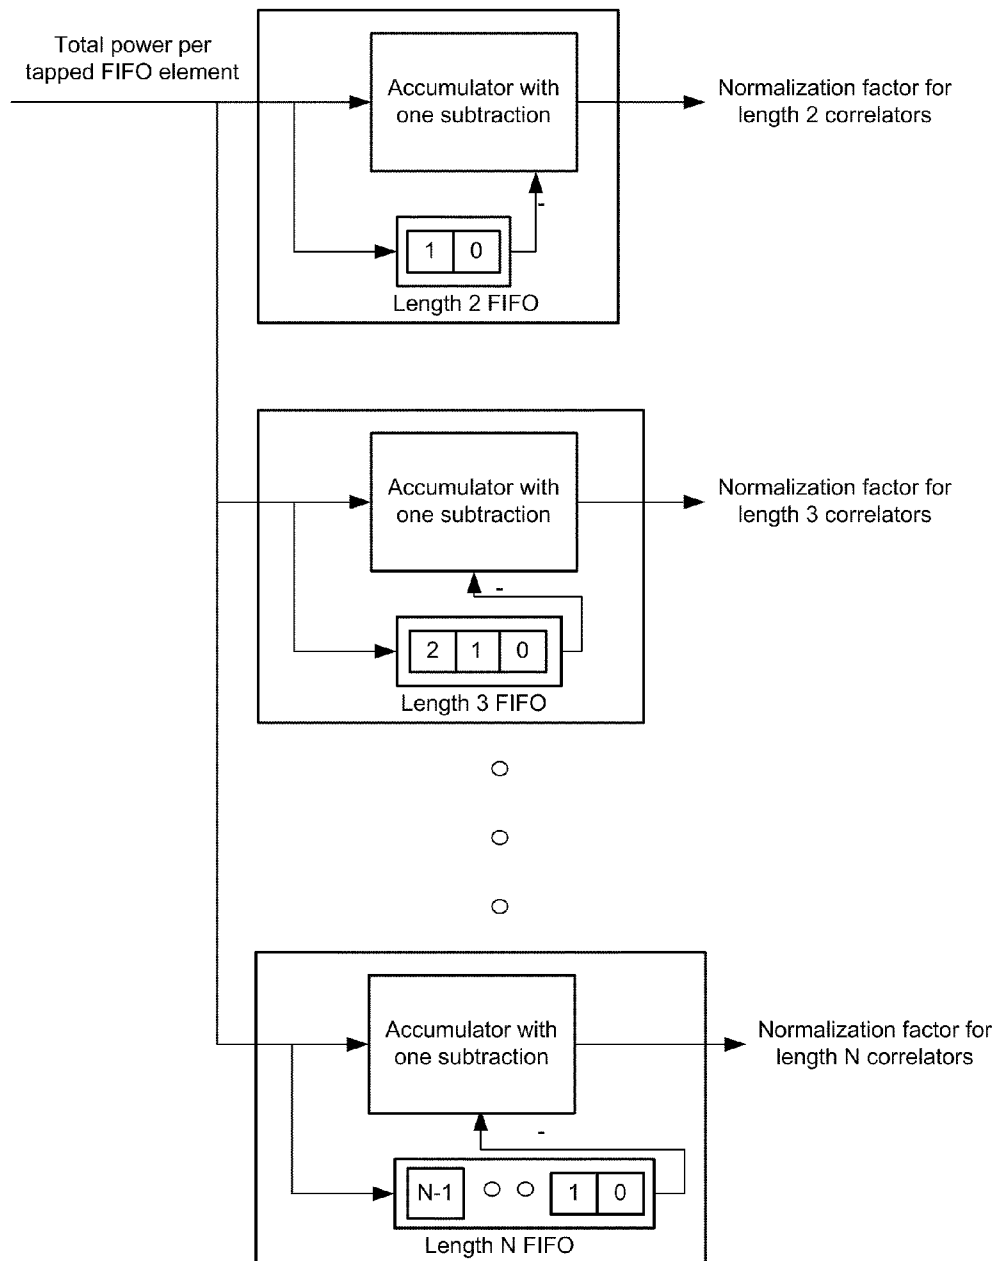 Total power per
tapped FIFO element
Accumulator with
one subtraction
Normalization factor for
length 2 correlators
-
1 0
Length 2 FIFO
Accumulator with
one subtraction
Normalization factor for
length 3 correlators
-
2 1 0
Length 3 FIFO
Accumulator with
one subtraction
Normalization factor for
length N correlators
-
N-1 1 0
Length N FIFO